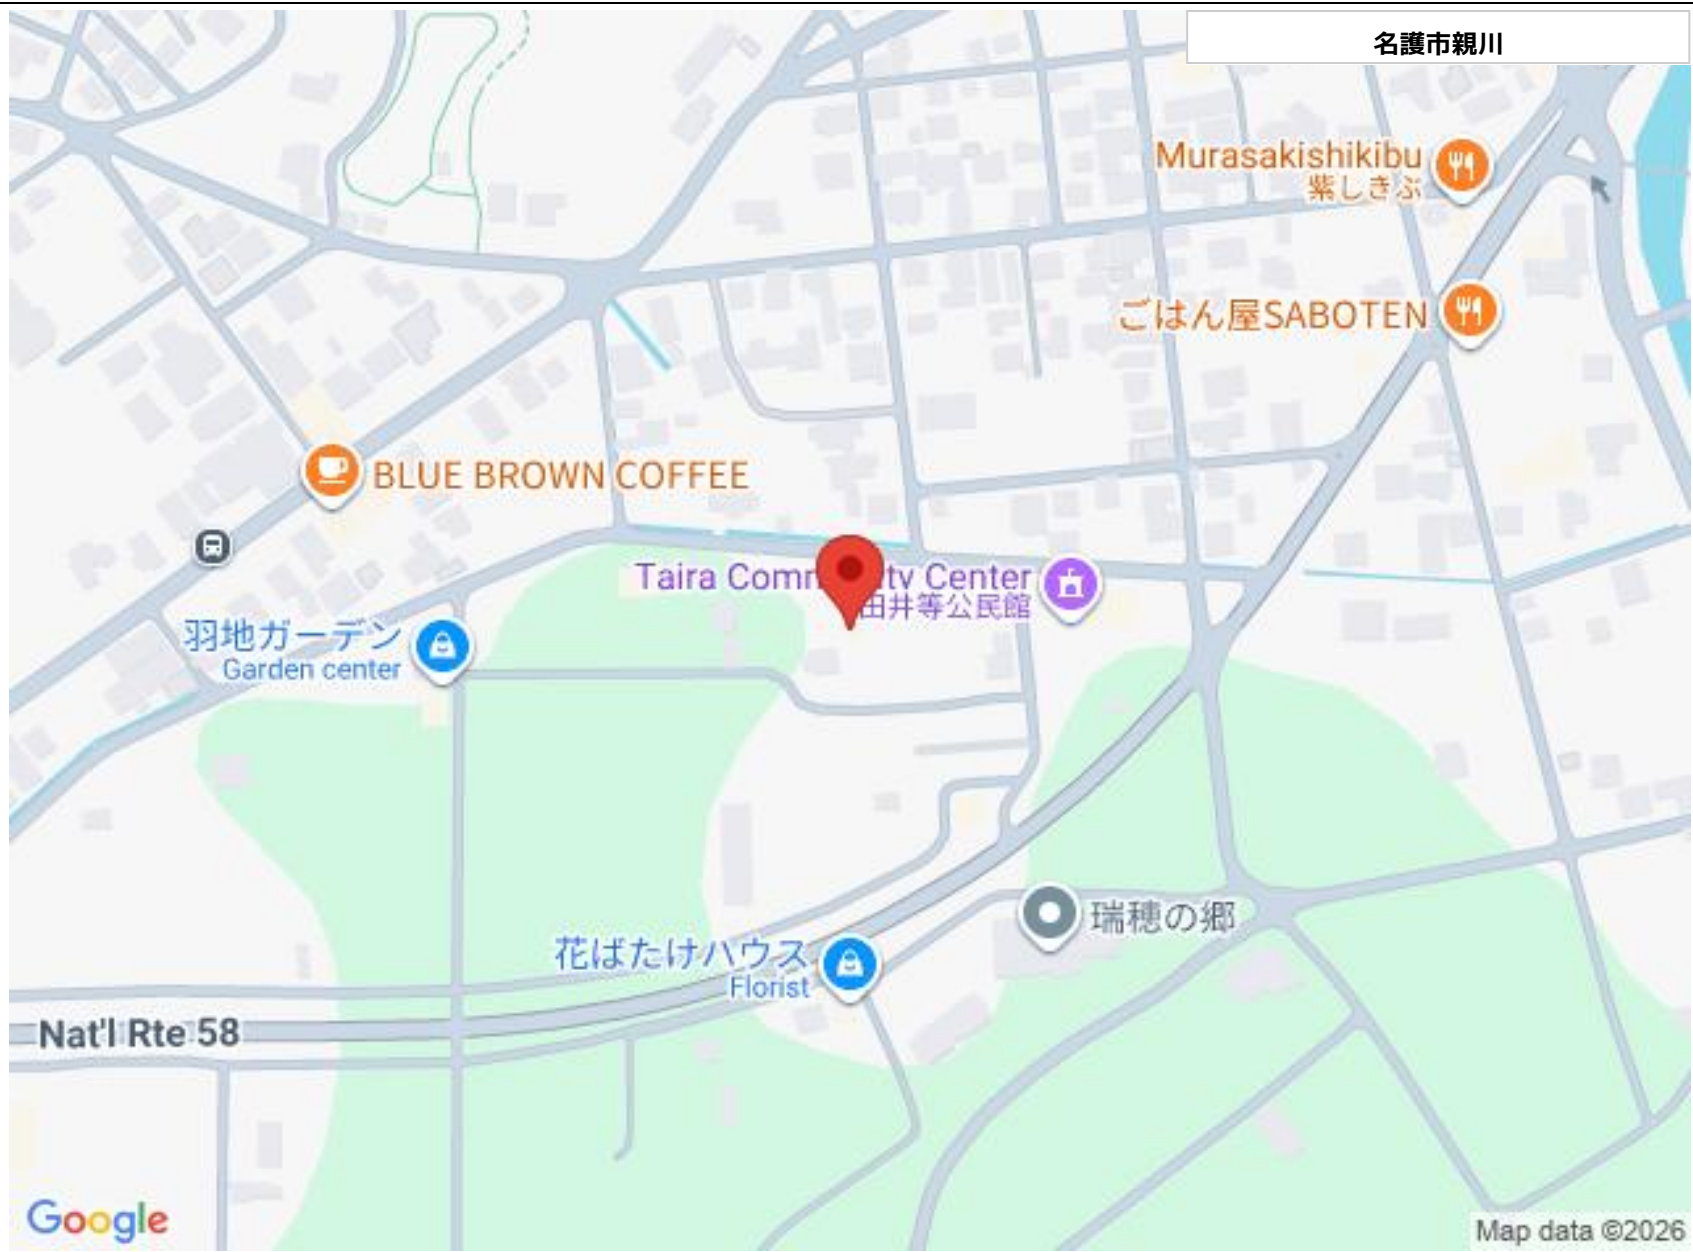 名護市親川
Murasakishikibu
紫しきぶ
ごはん屋SABOTEN
BLUE BROWN COFFEE
Taira Comm ity Center
田井等公民館
羽地ガーデン
Garden center
瑞穂の郷
花ばたけハウス
Florist
Nat'l Rte 58
Google
Map data ©2026